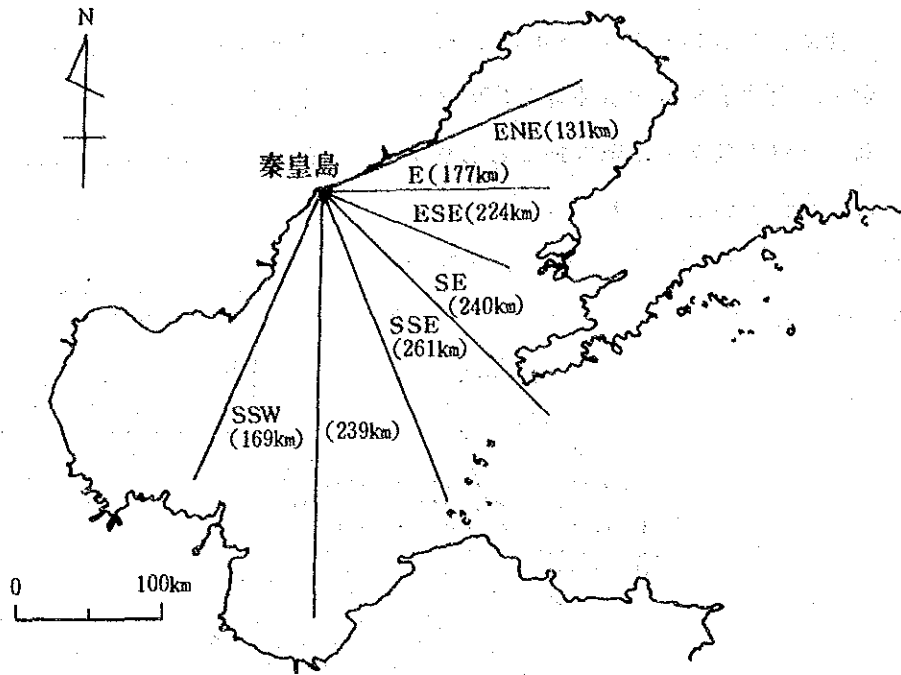 N
ENE(131km)
秦皇島
E(177km)
ESE(224km)
SE
(240km)
SSE
(261km)
SSW
(169km)
(239km)
0 100km